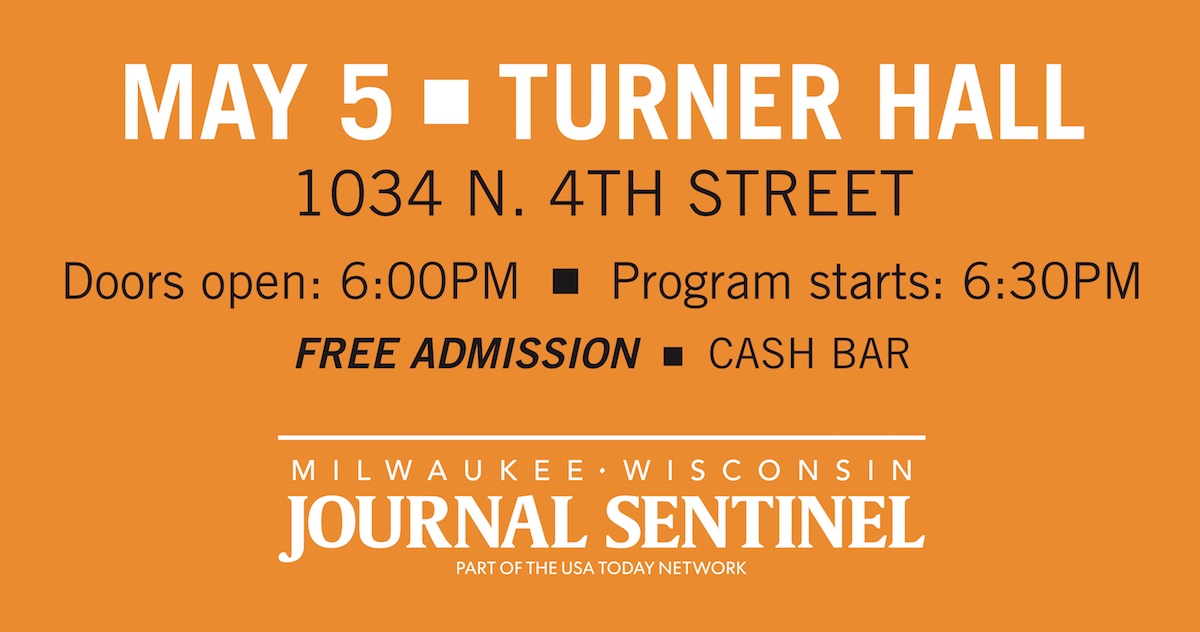 MAY 5 ■ TURNER HALL
1034 N. 4TH STREET
Doors open: 6:00PM ■ Program starts: 6:30PM
FREE ADMISSION ■ CASH BAR
MILWAUKEE · WISCONSIN
JOURNAL SENTINEL
PART OF THE USA TODAY NETWORK